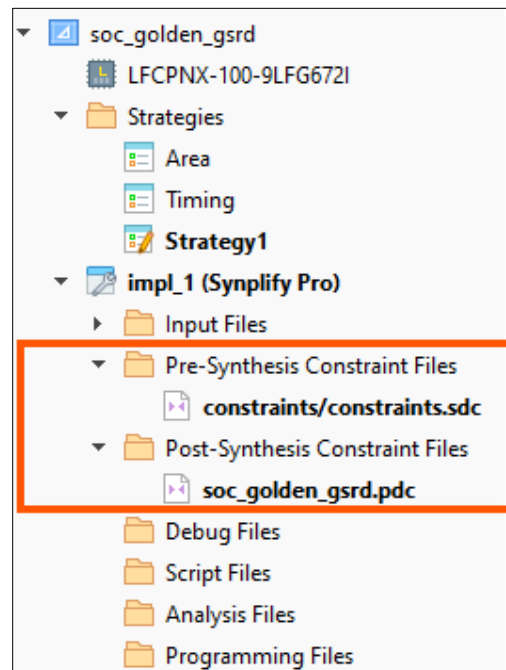 soc_golden_gsrd
LFCPNX-100-9LFG672I
Strategies
Area
Timing
Strategy1
impl_1 (Synplify Pro)
Input Files
Pre-Synthesis Constraint Files
constraints/constraints.sdc
Post-Synthesis Constraint Files
soc_golden_gsrd.pdc
Debug Files
Script Files
Analysis Files
Programming Files